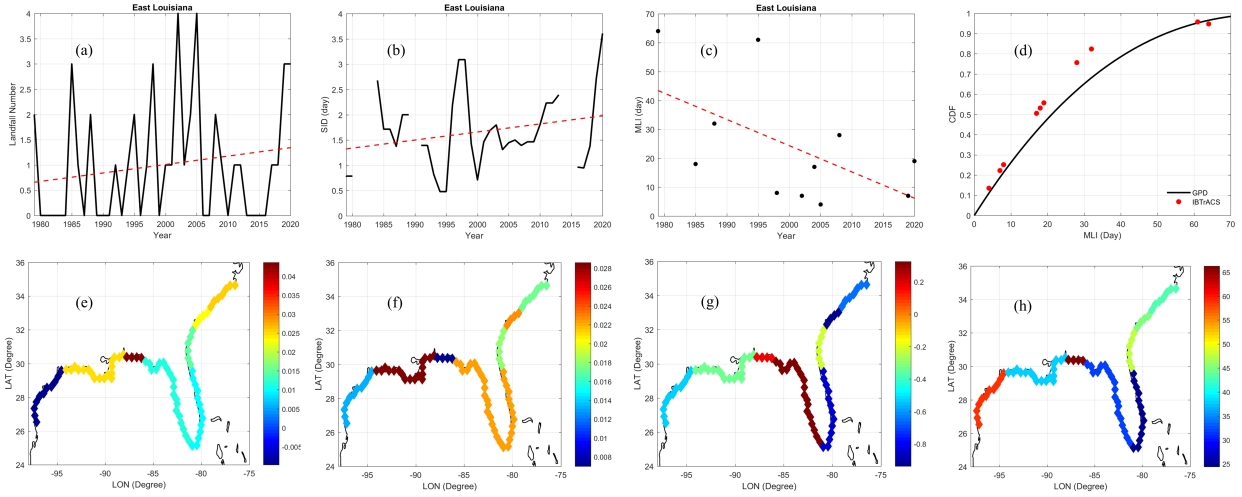 East Louisiana
(a)
Landfall Number
4
3.5
3
2.5
2
1.5
1
0.5
0
1980 1985 1990 1995 2000 2005 2010 2015 2020
Year
East Louisiana
(b)
SID (day)
4
3.5
3
2.5
2
1.5
1
0.5
0
1980 1985 1990 1995 2000 2005 2010 2015 2020
Year
East Louisiana
(c)
MLI (day)
70
60
50
40
30
20
10
0
1980 1985 1990 1995 2000 2005 2010 2015 2020
Year
(d)
CDF
1
0.9
0.8
0.7
0.6
0.5
0.4
0.3
0.2
0.1
0
0 10 20 30 40 50 60 70
MLI (Day)
GPD
IBTrACS
(e)
LAT (Degree)
36
34
32
30
28
26
24
-95 -90 -85 -80 -75
LON (Degree)
0.04
0.035
0.03
0.025
0.02
0.015
0.01
0.005
0
-0.005
(f)
LAT (Degree)
36
34
32
30
28
26
24
-95 -90 -85 -80 -75
LON (Degree)
0.028
0.026
0.024
0.022
0.02
0.018
0.016
0.014
0.012
0.01
0.008
(g)
LAT (Degree)
36
34
32
30
28
26
24
-95 -90 -85 -80 -75
LON (Degree)
0.2
0
-0.2
-0.4
-0.6
-0.8
(h)
LAT (Degree)
36
34
32
30
28
26
24
-95 -90 -85 -80 -75
LON (Degree)
65
60
55
50
45
40
35
30
25